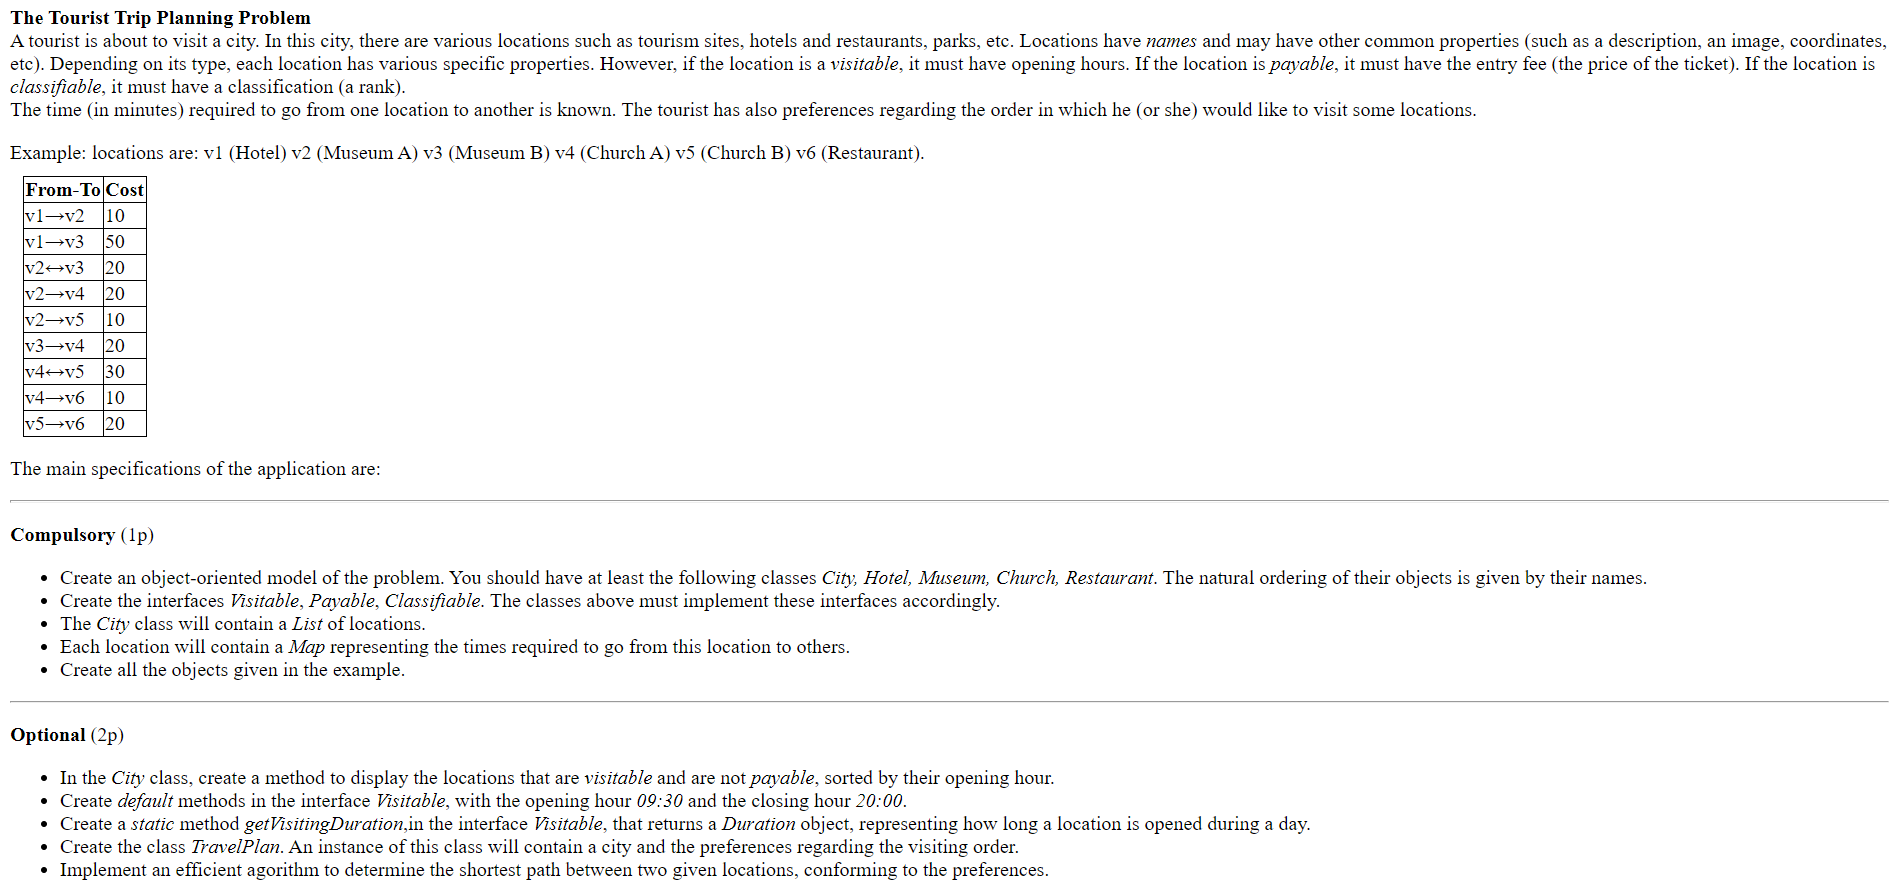 The Tourist Trip Planning Problem
A tourist is about to visit a city. In this city, there are various locations such as tourism sites, hotels and restaurants, parks, etc. Locations have names and may have other common properties (such as a description, an image, coordinates,
etc). Depending on its type, each location has various specific properties. However, if the location is a visitable, it must have opening hours. If the location is payable, it must have the entry fee (the price of the ticket). If the location is
classifiable, it must have a classification (a rank).
The time (in minutes) required to go from one location to another is known. The tourist has also preferences regarding the order in which he (or she) would like to visit some locations.
Example: locations are: v1 (Hotel) v2 (Museum A) v3 (Museum B) v4 (Church A) v5 (Church B) v6 (Restaurant).
From-To Cost
v1→v2 10
v1→v3 50
v2↔v3 20
v2→v4 20
v2→v5 10
v3→v4 20
v4↔v5 30
v4→v6 10
v5→v6 20
The main specifications of the application are:
Compulsory (1p)
• Create an object-oriented model of the problem. You should have at least the following classes City, Hotel, Museum, Church, Restaurant. The natural ordering of their objects is given by their names.
• Create the interfaces Visitable, Payable, Classifiable. The classes above must implement these interfaces accordingly.
• The City class will contain a List of locations.
• Each location will contain a Map representing the times required to go from this location to others.
• Create all the objects given in the example.
Optional (2p)
• In the City class, create a method to display the locations that are visitable and are not payable, sorted by their opening hour.
• Create default methods in the interface Visitable, with the opening hour 09:30 and the closing hour 20:00.
• Create a static method getVisitingDuration,in the interface Visitable, that returns a Duration object, representing how long a location is opened during a day.
• Create the class TravelPlan. An instance of this class will contain a city and the preferences regarding the visiting order.
• Implement an efficient agorithm to determine the shortest path between two given locations, conforming to the preferences.